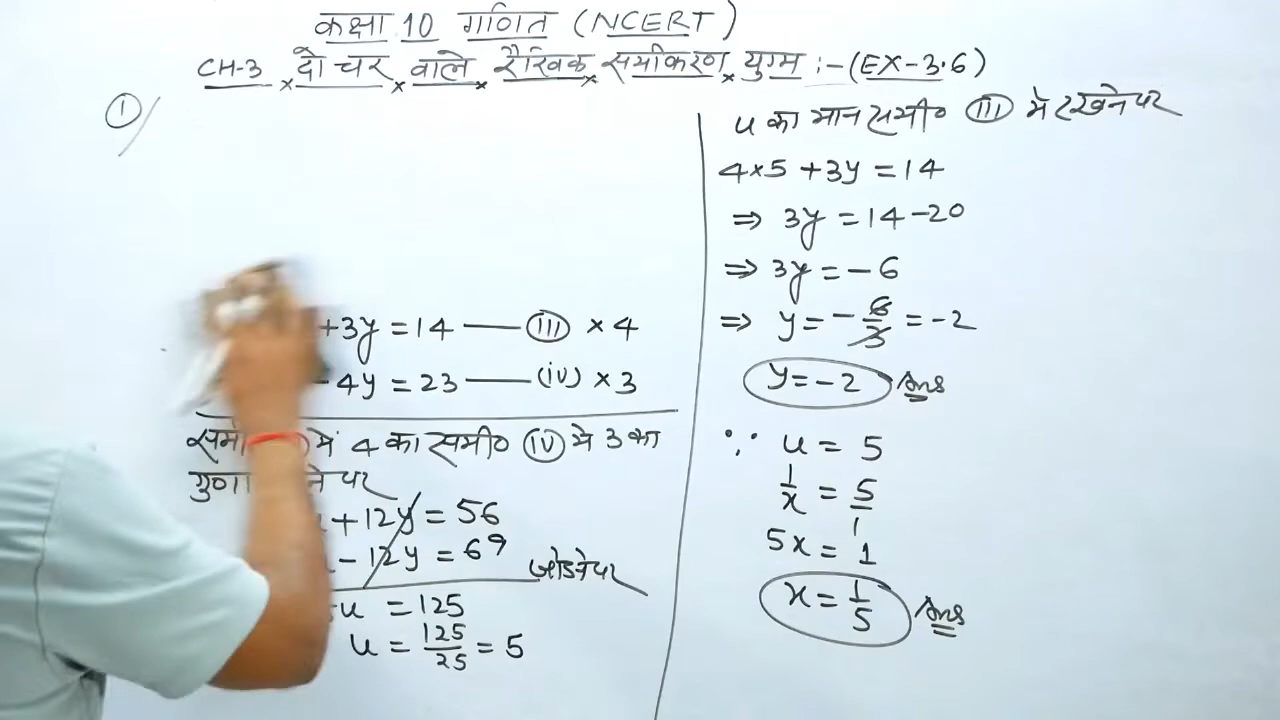 कक्षा 10 गणित (NCERT)
CH-3 × दो चर × वाले × रैखिक × समीकरण × युग्म :- (EX-3.6)
①/
+3y = 14 — (III) × 4
4y = 23 — (iv) × 3
में 4 का समी० (IV) में 3 का
पर
+12y = 56
- 12y = 69 जोडने पर
u = 125
u = 125/25 = 5
u का मान समी० (III) में रखने पर
4×5 +3y = 14
⇒ 3y = 14-20
⇒ 3y = -6
⇒ y = -6/3 = -2
y = -2 Ans
∵ u = 5
1/x = 5/1
5x = 1
x = 1/5 Ans